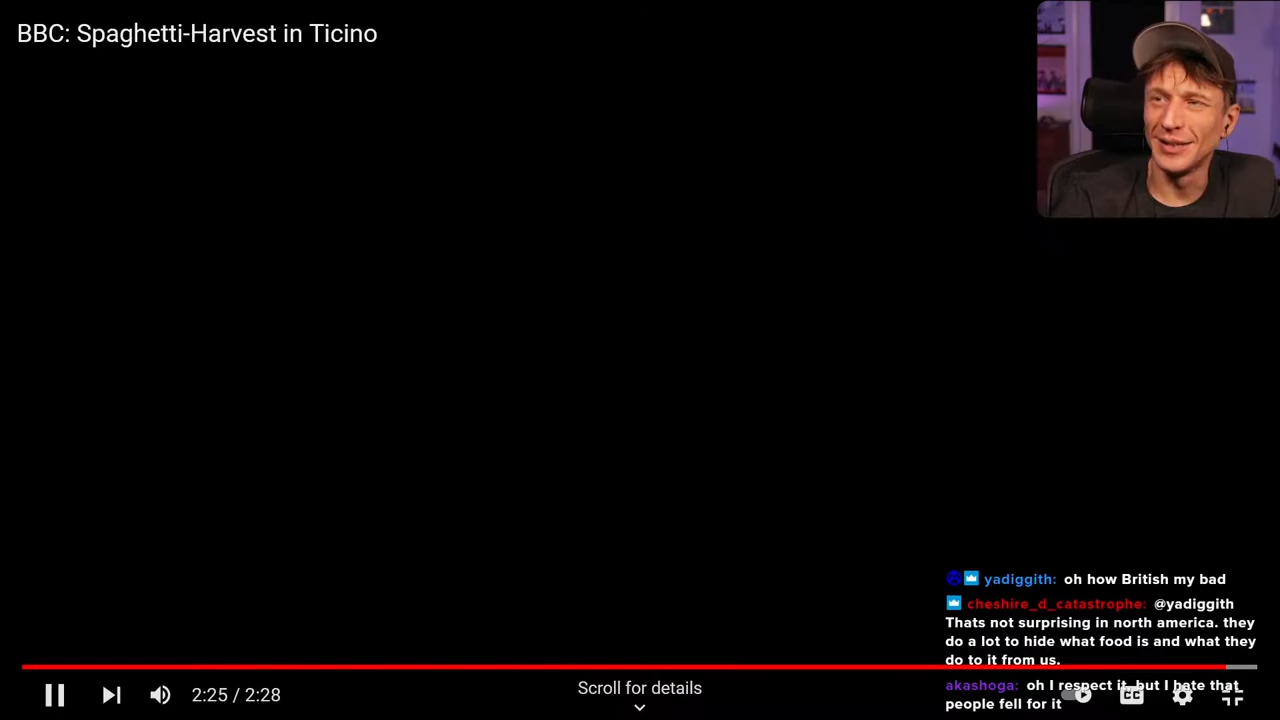 BBC: Spaghetti-Harvest in Ticino
yadiggith: oh how British my bad
cheshire_d_catastrophe: @yadiggith
Thats not surprising in north america. they
do a lot to hide what food is and what they
do to it from us.
akashoga: oh I respect it, but I hate that
people fell for it
2:25 / 2:28
Scroll for details
CC